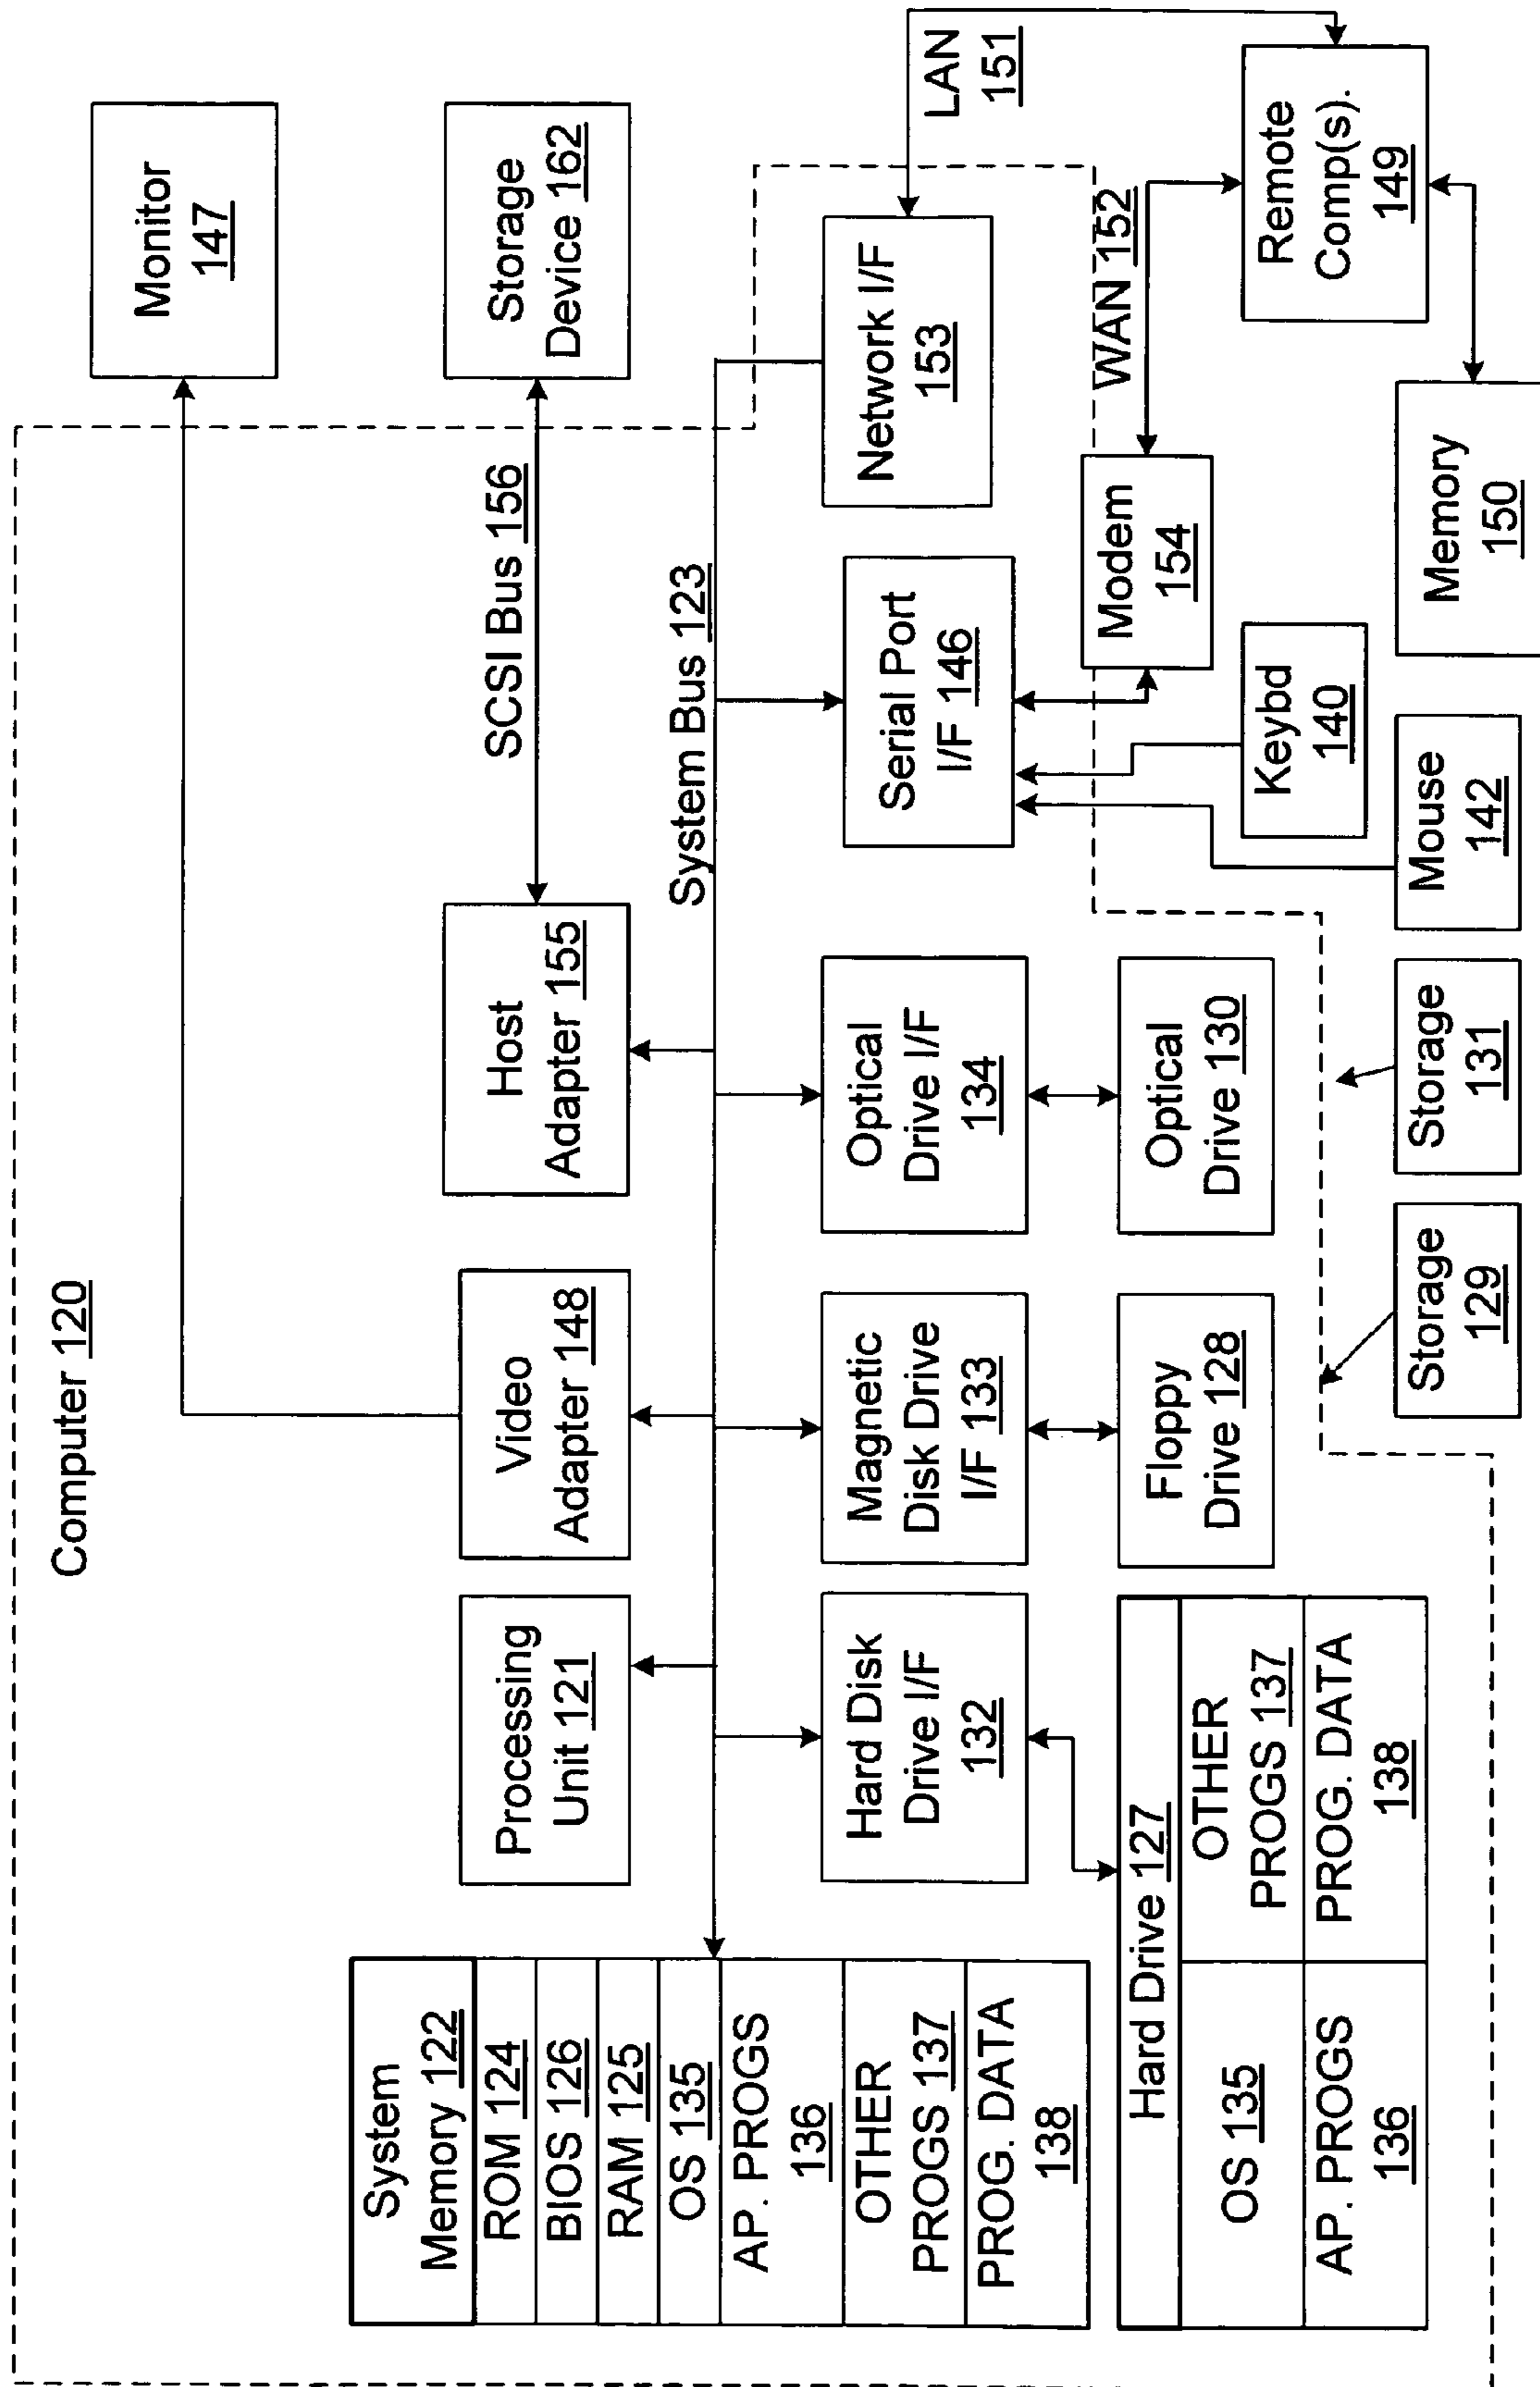 Computer 120
Monitor
147
System
Memory 122
ROM 124
BIOS 126
RAM 125
OS 135
AP. PROGS
136
OTHER
PROGS 137
PROG. DATA
138
Processing
Unit 121
Video
Adapter 148
Host
Adapter 155
SCSI Bus 156
Storage
Device 162
System Bus 123
Hard Disk
Drive I/F
132
Magnetic
Disk Drive
I/F 133
Optical
Drive I/F
134
Serial Port
I/F 146
Network I/F
153
LAN
151
Hard Drive 127
OS 135
OTHER
PROGS 137
AP. PROGS
136
PROG. DATA
138
Floppy
Drive 128
Optical
Drive 130
Modem
154
WAN 152
Remote
Comp(s).
149
Keybd
140
Storage
129
Storage
131
Mouse
142
Memory
150